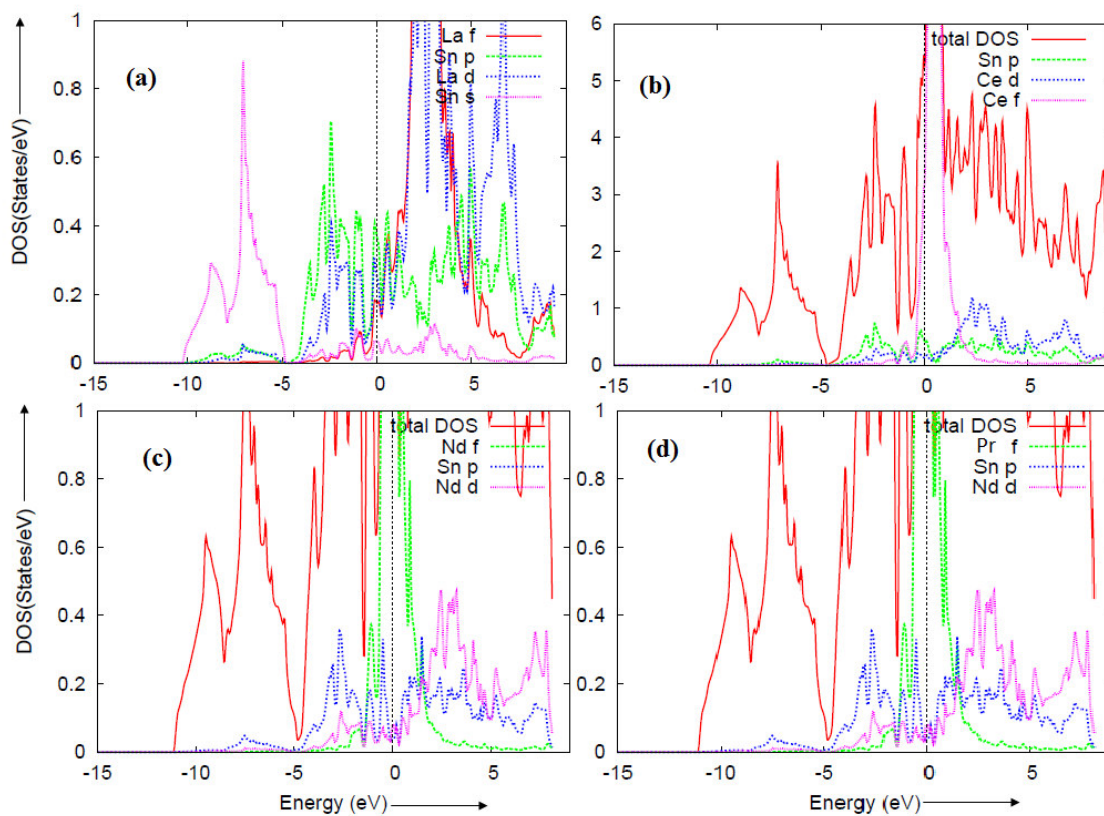 DOS(States/eV)
1
0.8
0.6
0.4
0.2
0
(a)
La f
Sn p
La d
Sn s
-15
-10
-5
0
5
6
5
4
3
2
1
0
(b)
total DOS
Sn p
Ce d
Ce f
-15
-10
-5
0
5
DOS(States/eV)
1
0.8
0.6
0.4
0.2
0
(c)
total DOS
Nd f
Sn p
Nd d
-15
-10
-5
0
5
Energy (eV)
1
0.8
0.6
0.4
0.2
0
(d)
total DOS
Pr f
Sn p
Nd d
-15
-10
-5
0
5
Energy (eV)